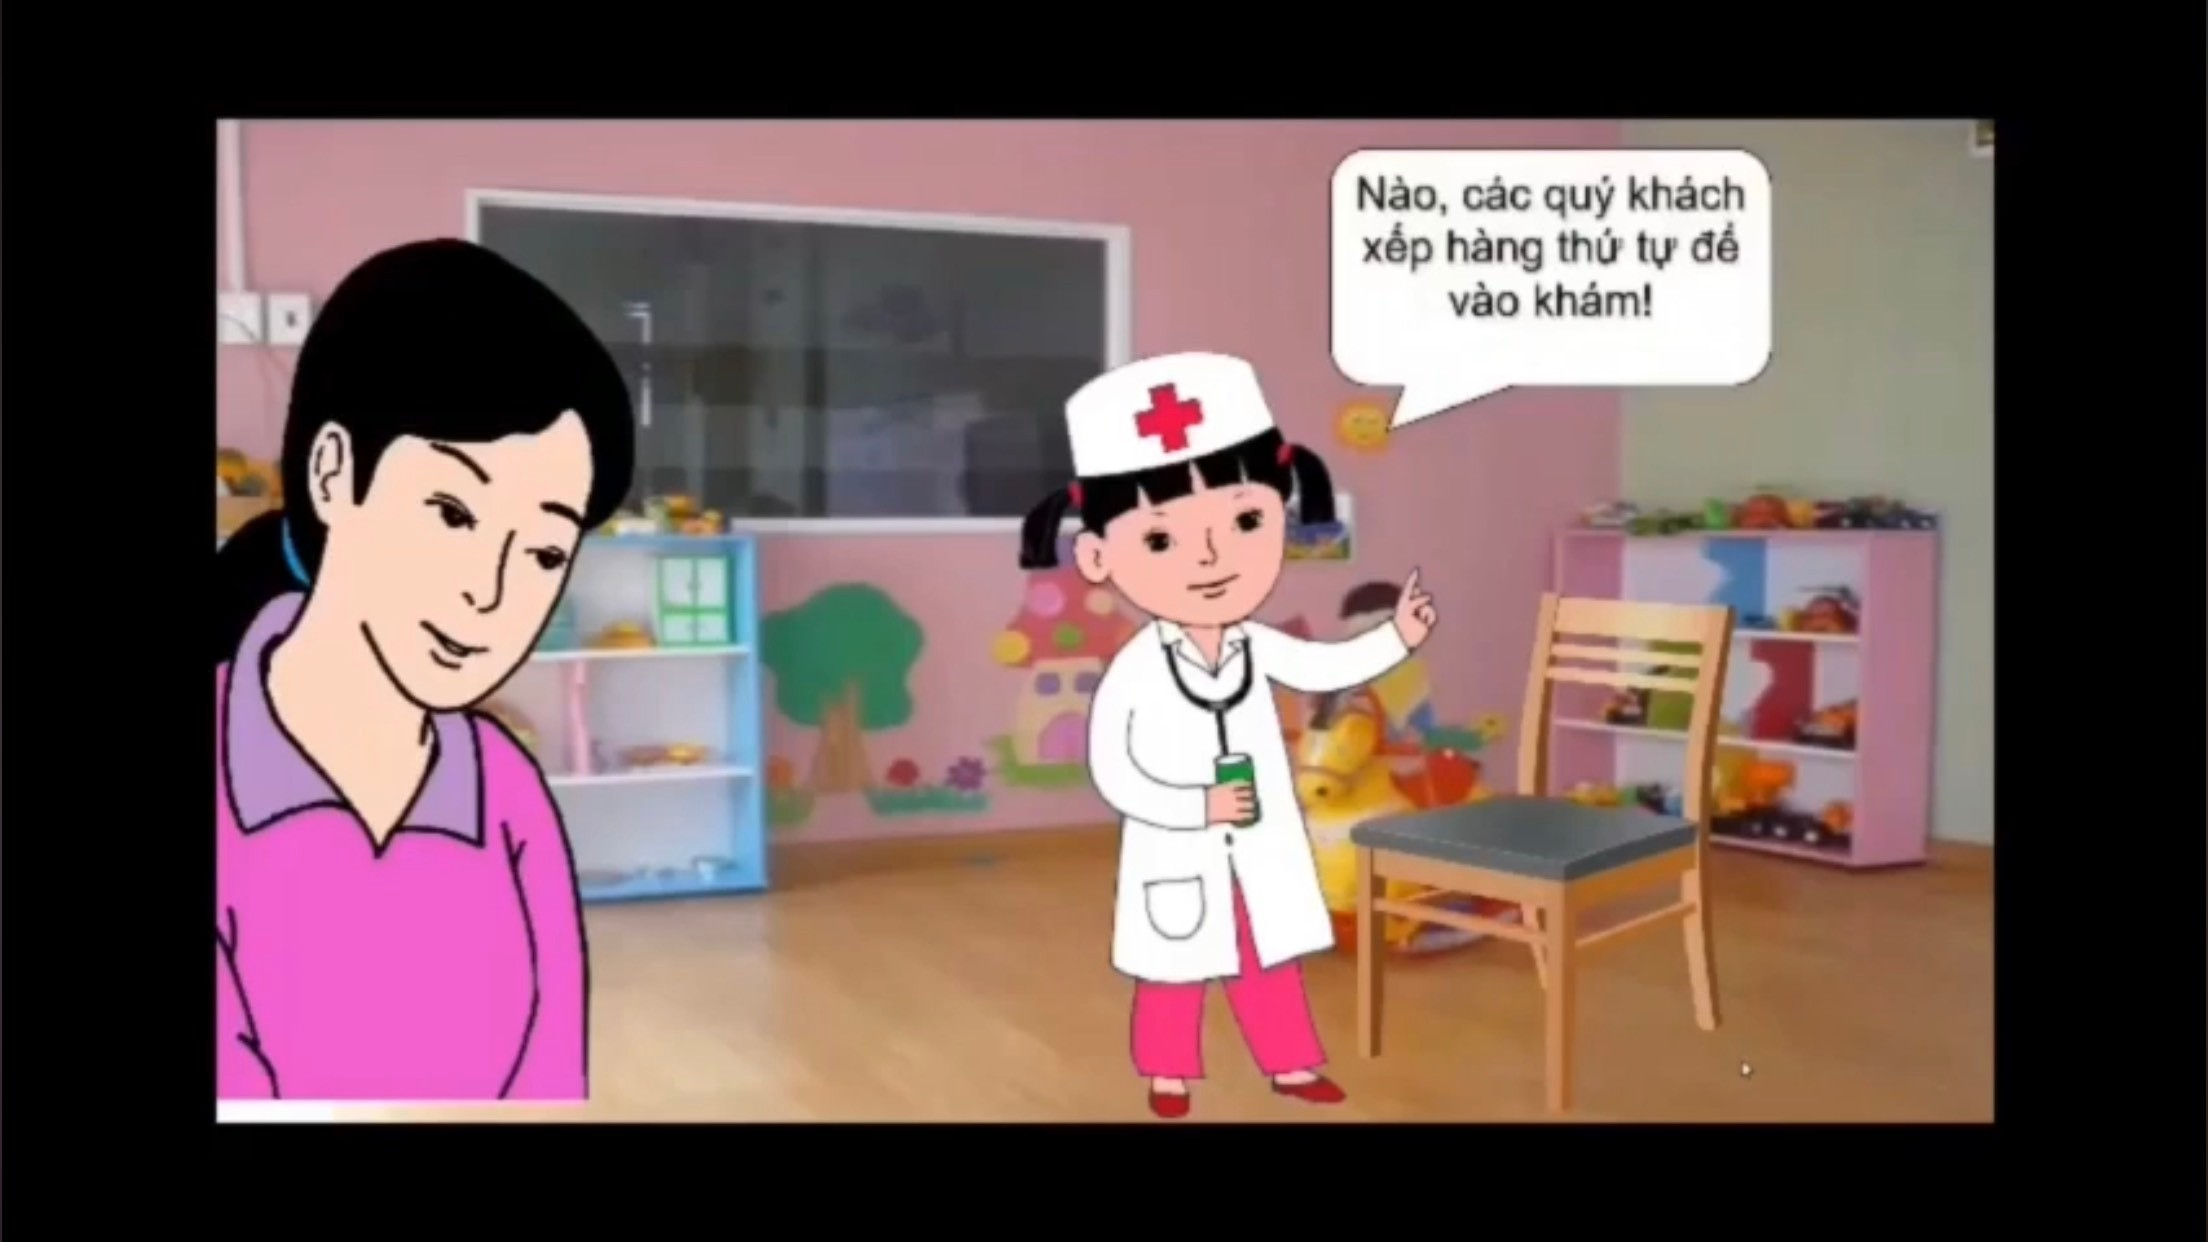 Nào, các quý khách
xếp hàng thứ tự để
vào khám!